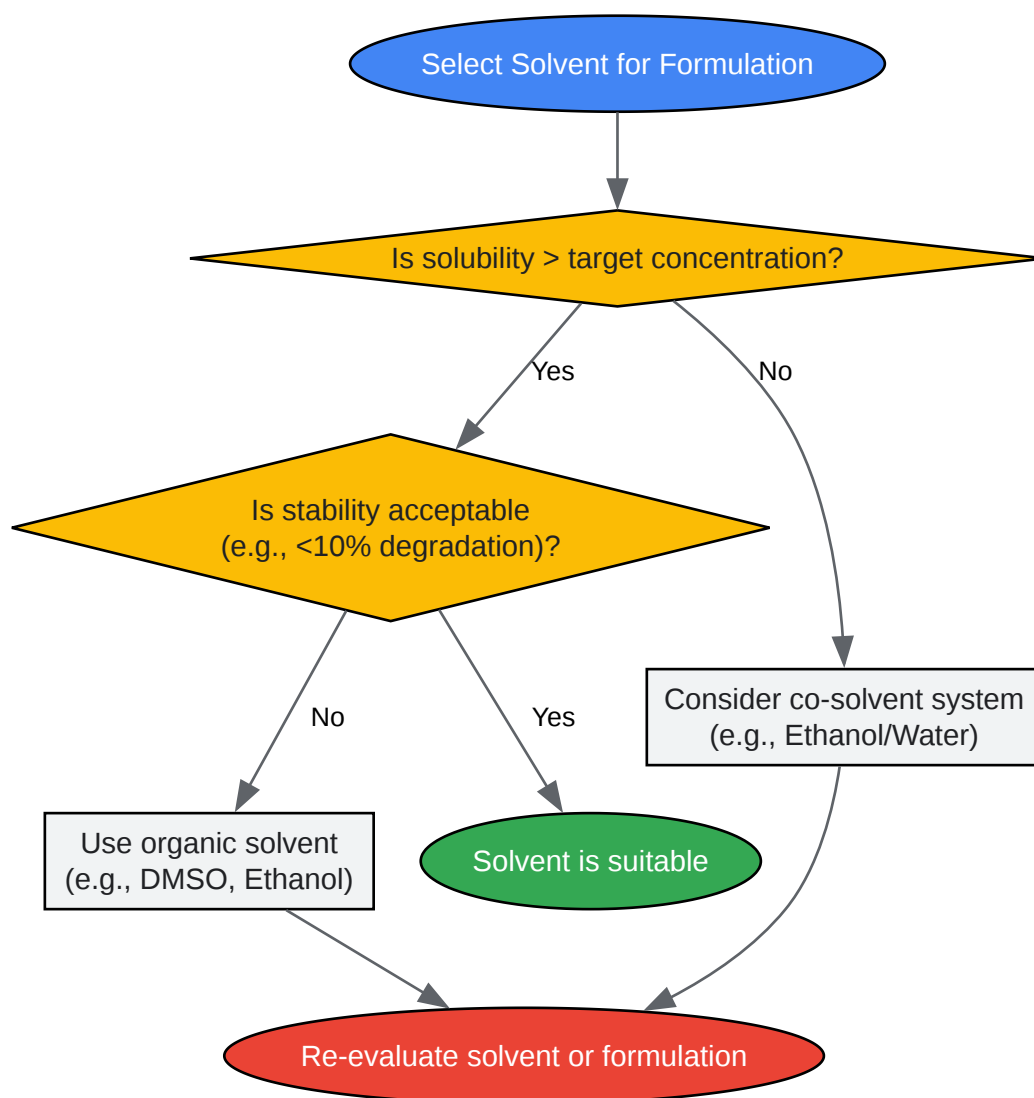 Select Solvent for Formulation
Is solubility > target concentration?
Yes
No
Is stability acceptable
(e.g., <10% degradation)?
No
Yes
Consider co-solvent system
(e.g., Ethanol/Water)
Use organic solvent
(e.g., DMSO, Ethanol)
Solvent is suitable
Re-evaluate solvent or formulation